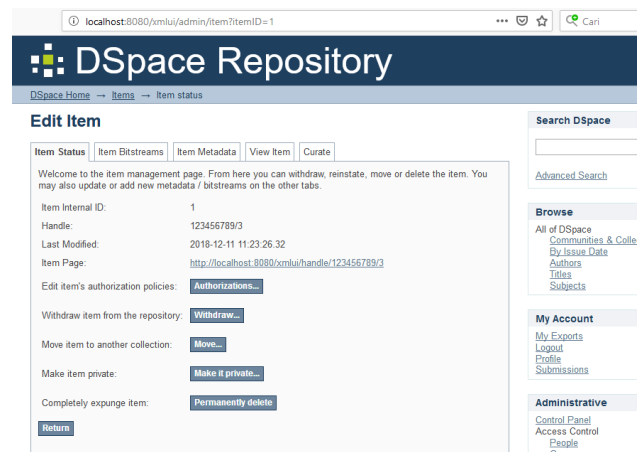 localhost:8080/xmlui/admin/item?itemID=1
Cari
DSpace Repository
DSpace Home → Items → Item status
Edit Item
Item Status
Item Bitstreams
Item Metadata
View Item
Curate
Welcome to the item management page. From here you can withdraw, reinstate, move or delete the item. You
may also update or add new metadata / bitstreams on the other tabs.
Item Internal ID: 1
Handle: 123456789/3
Last Modified: 2018-12-11 11:23:26.32
Item Page: http://localhost:8080/xmlui/handle/123456789/3
Edit item's authorization policies: Authorizations...
Withdraw item from the repository: Withdraw...
Move item to another collection: Move...
Make item private: Make it private...
Completely expunge item: Permanently delete
Return
Search DSpace
Advanced Search
Browse
All of DSpace
Communities & Colle
By Issue Date
Authors
Titles
Subjects
My Account
My Exports
Logout
Profile
Submissions
Administrative
Control Panel
Access Control
People